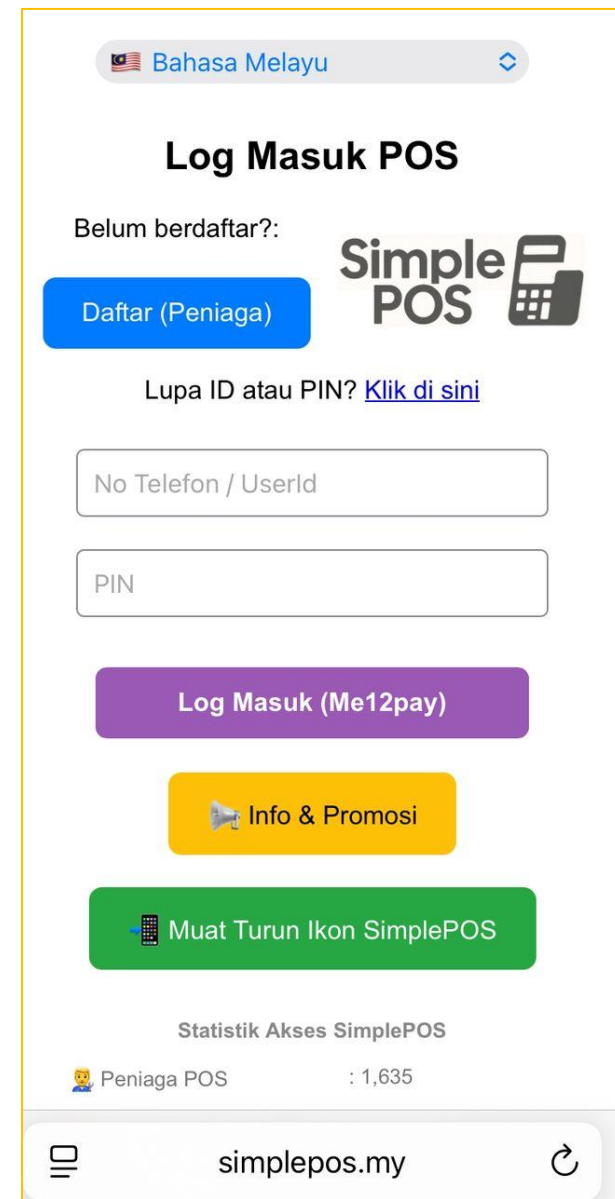 Bahasa Melayu
Log Masuk POS
Belum berdaftar?:
Daftar (Peniaga)
Simple
POS
Lupa ID atau PIN? Klik di sini
No Telefon / UserId
PIN
Log Masuk (Me12pay)
Info & Promosi
Muat Turun Ikon SimplePOS
Statistik Akses SimplePOS
Peniaga POS : 1,635
simplepos.my